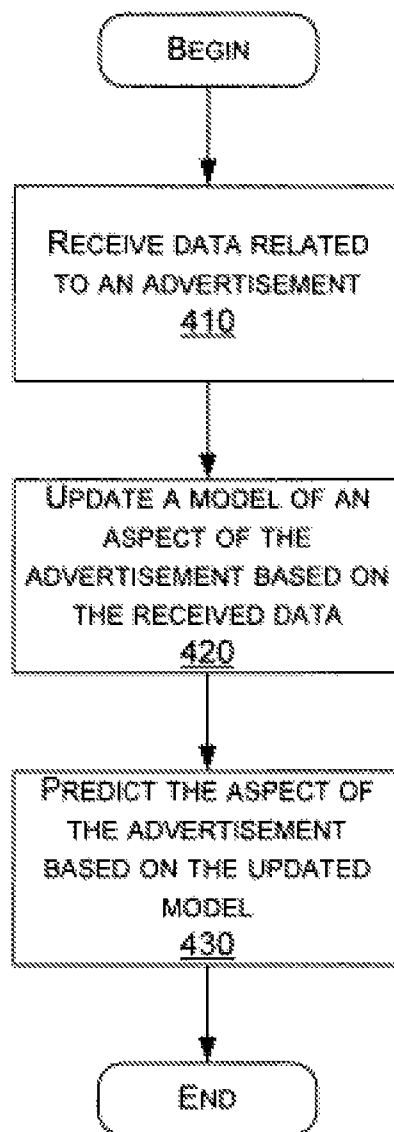 BEGIN
RECEIVE DATA RELATED
TO AN ADVERTISEMENT
410
UPDATE A MODEL OF AN
ASPECT OF THE
ADVERTISEMENT BASED ON
THE RECEIVED DATA
420
PREDICT THE ASPECT OF
THE ADVERTISEMENT
BASED ON THE UPDATED
MODEL
430
END